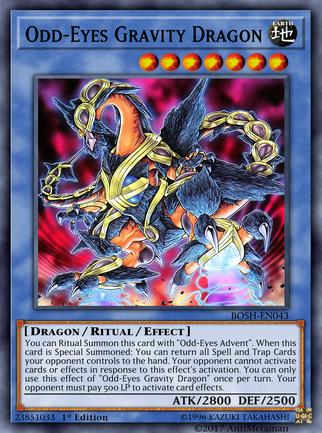 ODD-EYES GRAVITY DRAGON
EARTH
地
BOSH-EN043
[DRAGON / RITUAL / EFFECT]
You can Ritual Summon this card with "Odd-Eyes Advent". When this
card is Special Summoned: You can return all Spell and Trap Cards
your opponent controls to the hand. Your opponent cannot activate
cards or effects in response to this effect's activation. You can only
use this effect of "Odd-Eyes Gravity Dragon" once per turn. Your
opponent must pay 500 LP to activate card effects.
ATK/2800 DEF/2500
23851033 1st Edition ©1996 KAZUKI TAKAHASHI
©2017 AntiMetaman